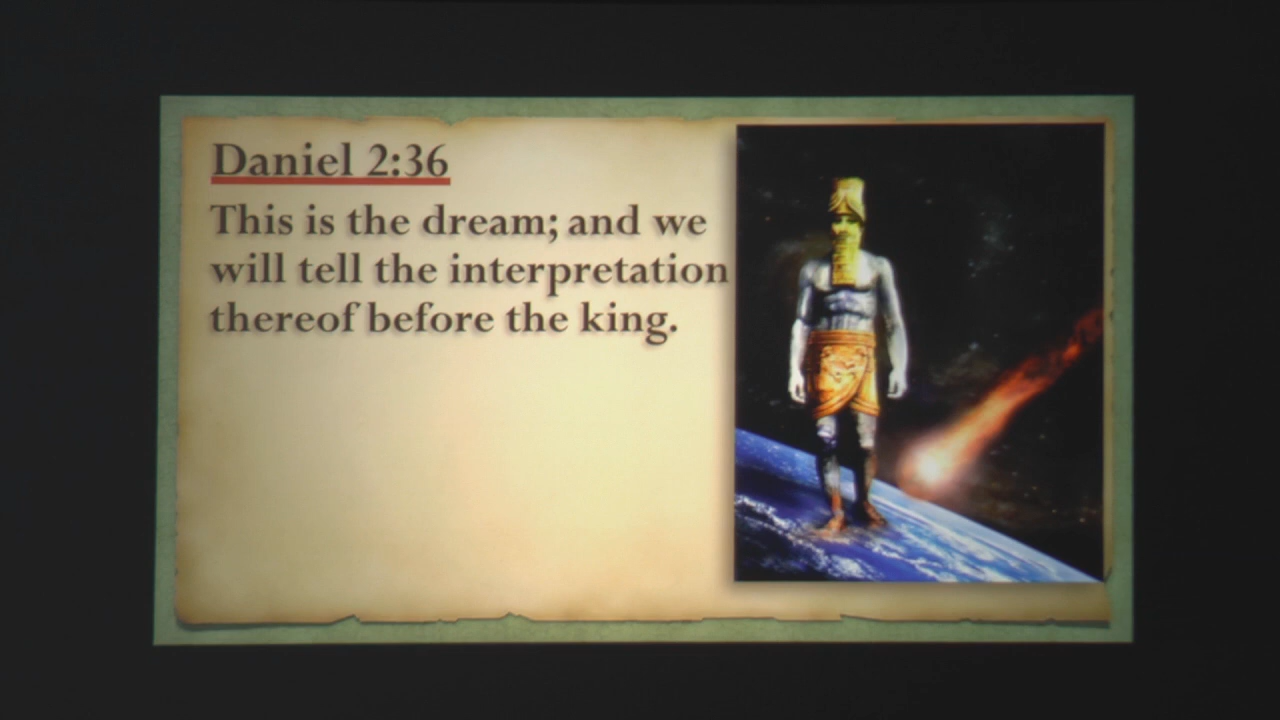 Daniel 2:36
This is the dream; and we
will tell the interpretation
thereof before the king.